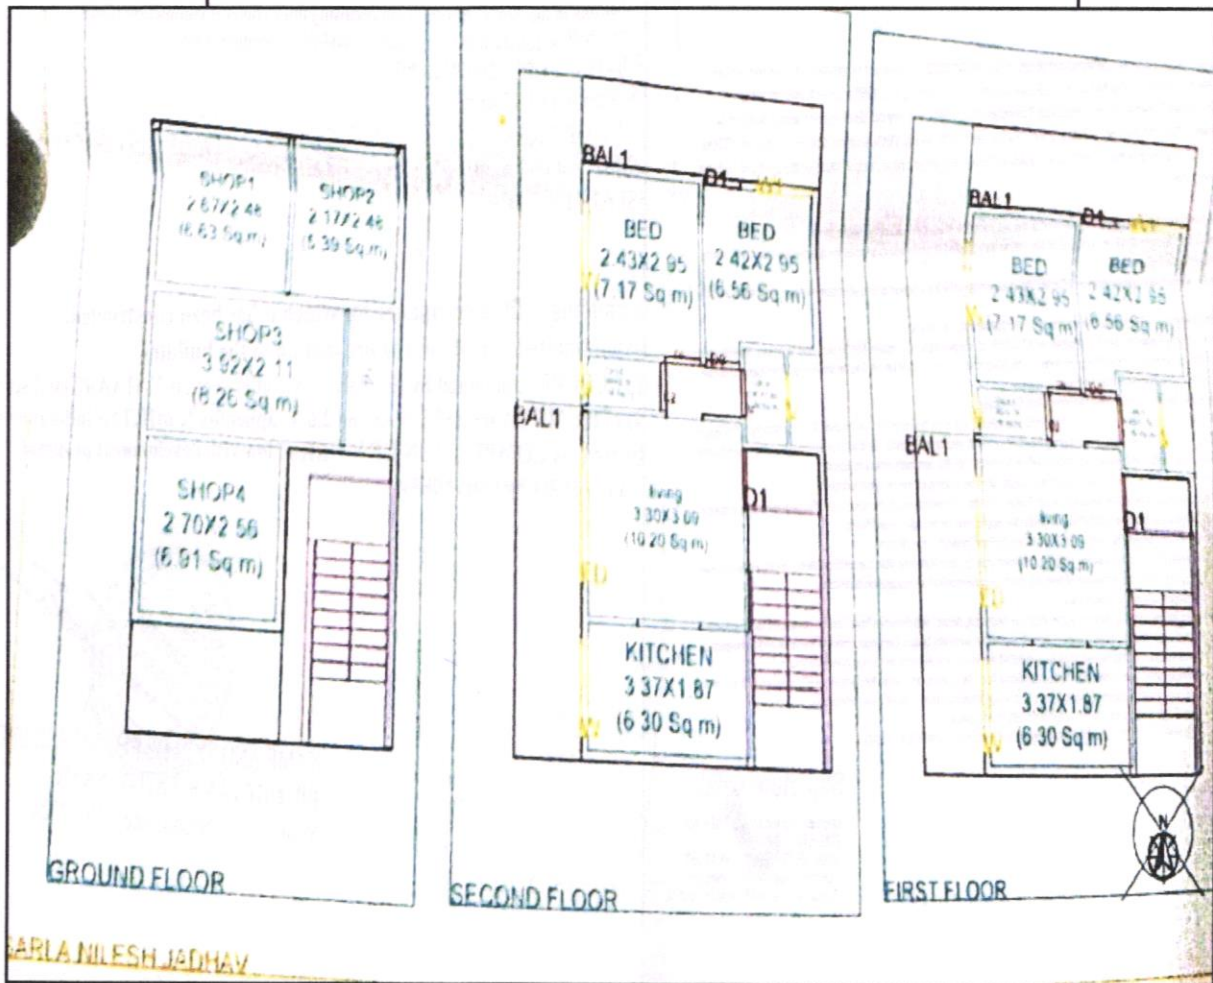 SHOP1
2.67X2.48
(6.63 Sq m)
SHOP2
2.17X2.48
(5.39 Sq m)
SHOP3
3.92X2.11
(8.26 Sq m)
SHOP4
2.70X2.56
(6.91 Sq m)
GROUND FLOOR
BAL1
D1
W1
BED
2.43X2.95
(7.17 Sq m)
BED
2.42X2.95
(6.56 Sq m)
BAL1
living
3.30X3.09
(10.20 Sq m)
D1
FD
KITCHEN
3.37X1.87
(6.30 Sq m)
W
SECOND FLOOR
BAL1
D1
BED
2.43X2.95
(7.17 Sq m)
BED
2.42X2.95
(6.56 Sq m)
BAL1
living
3.30X3.09
(10.20 Sq m)
D1
FD
KITCHEN
3.37X1.87
(6.30 Sq m)
W
N
FIRST FLOOR
SARLA NILESH JADHAV